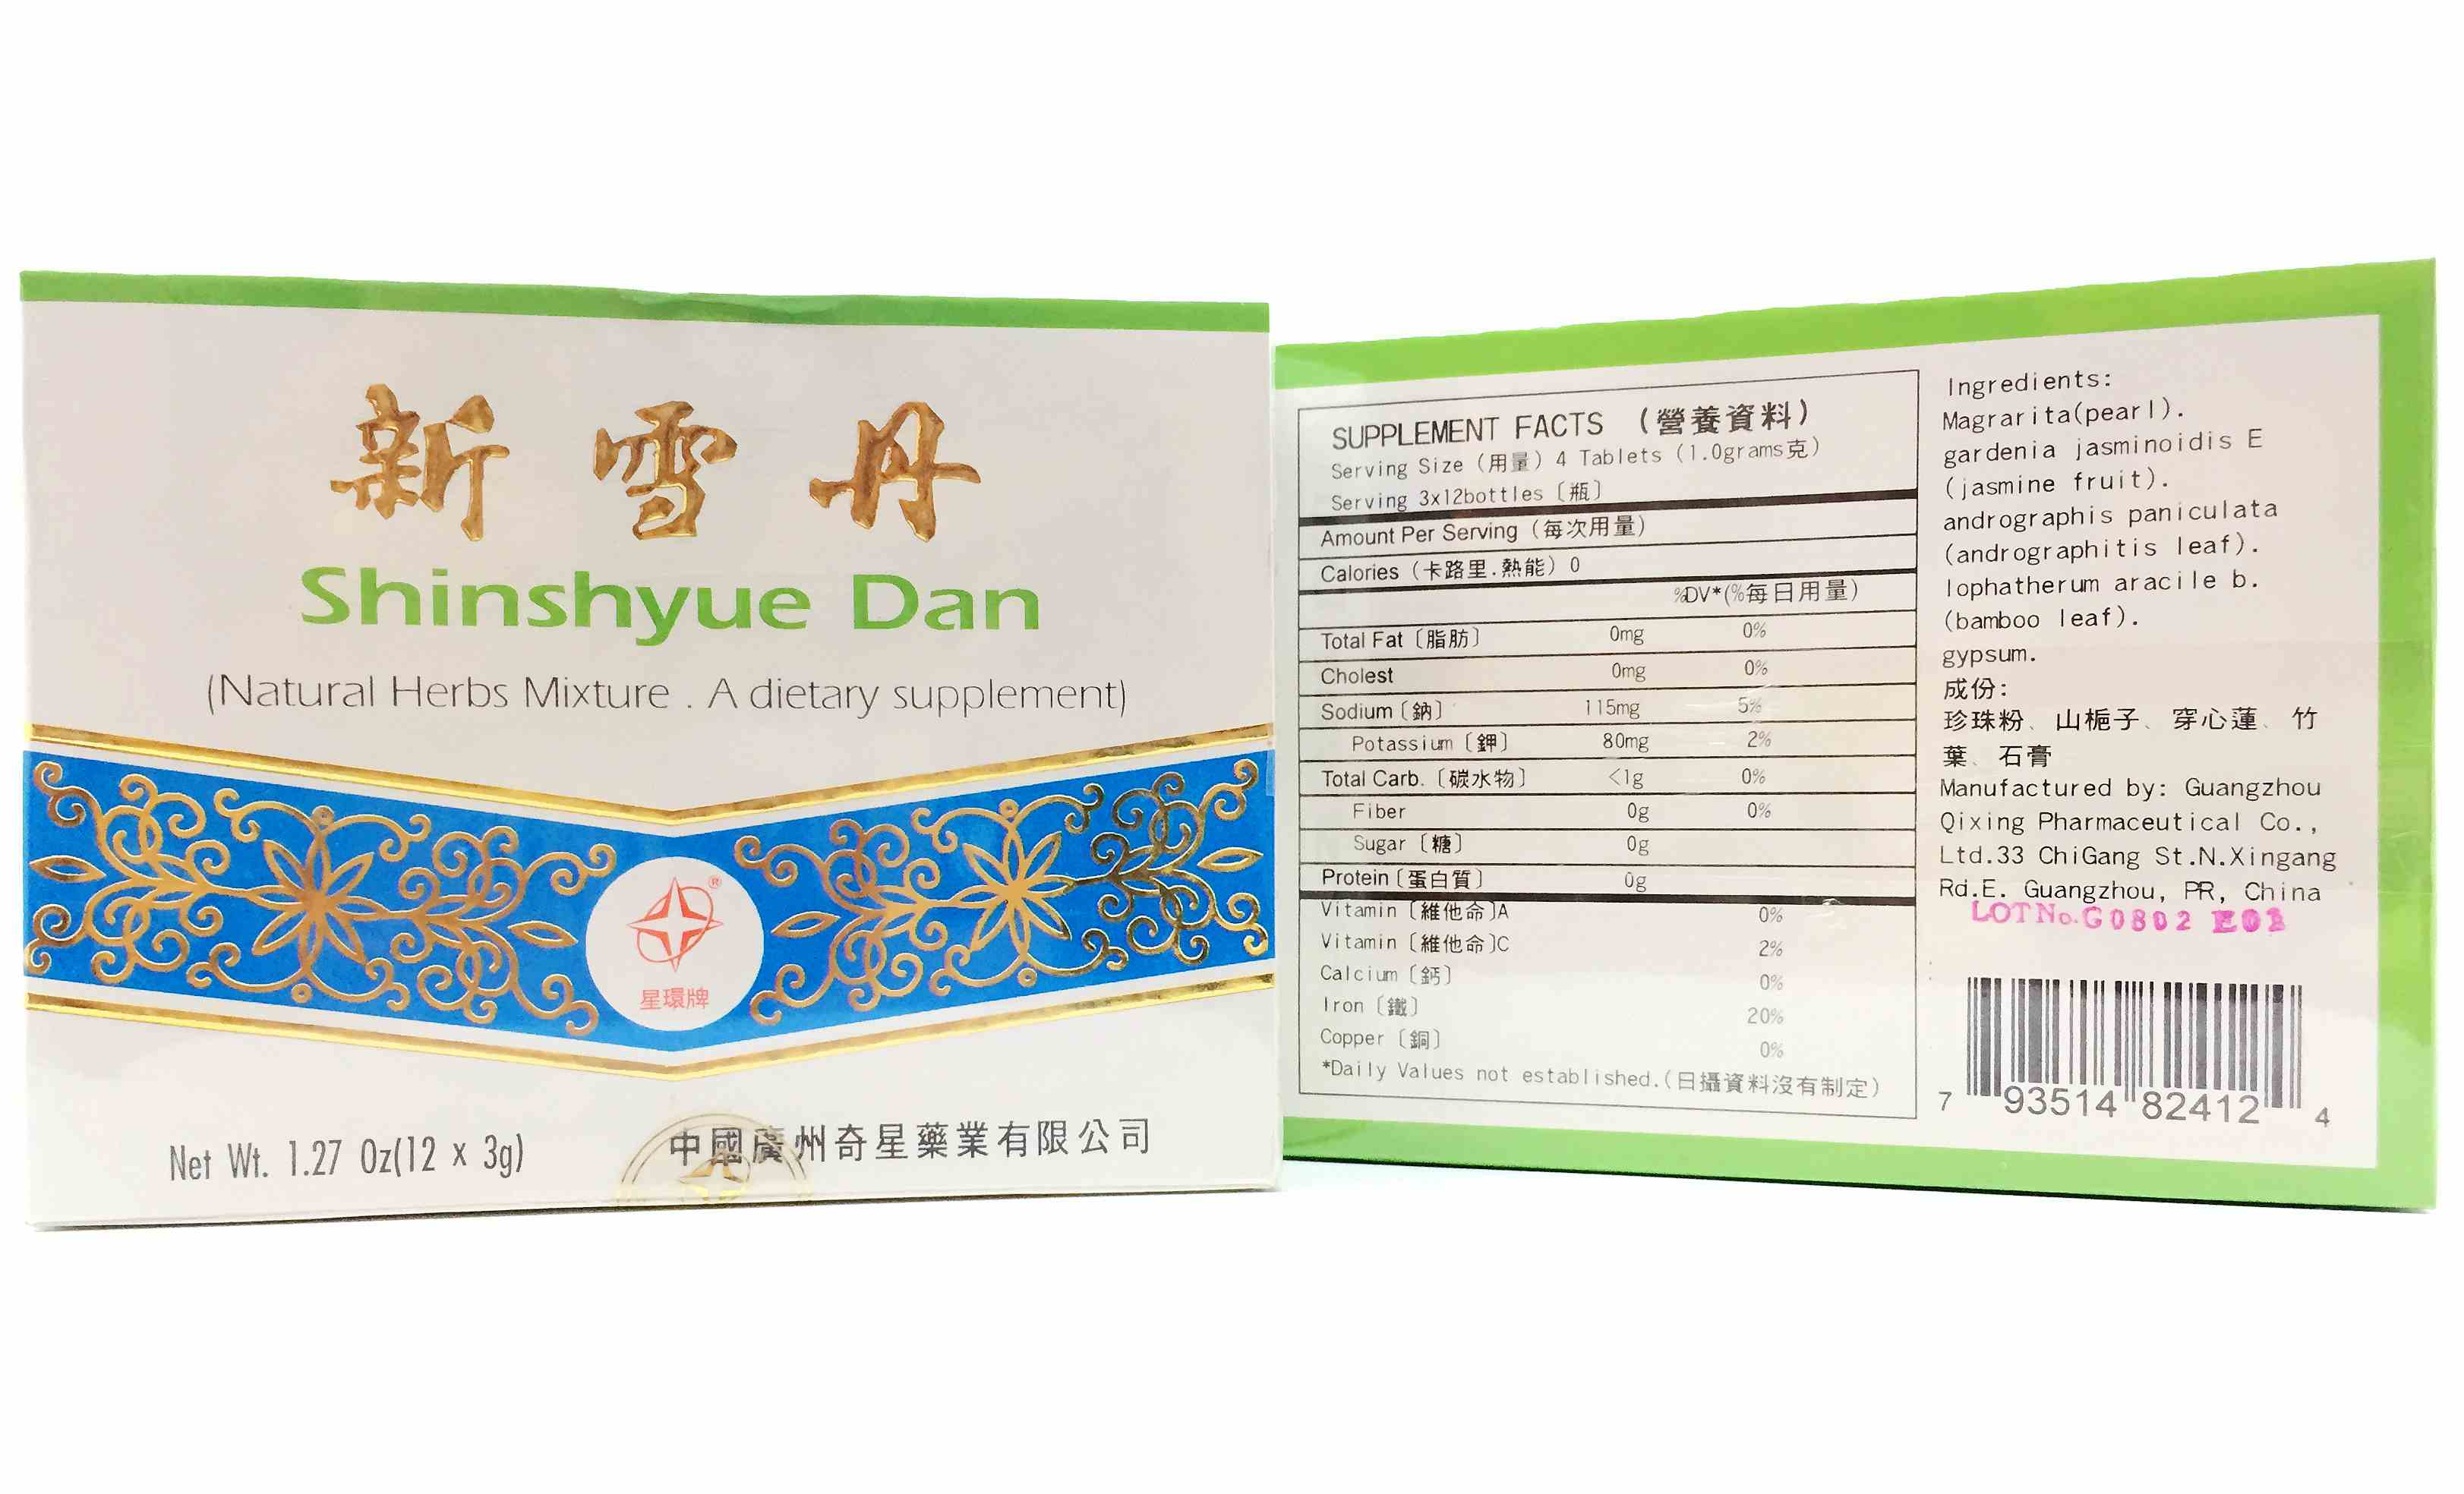 新雪丹
Shinshyue Dan
(Natural Herbs Mixture . A dietary supplement)
®
星環牌
Net Wt. 1.27 Oz(12 x 3g)
中國廣州奇星藥業有限公司
SUPPLEMENT FACTS （營養資料）
Serving Size（用量）4 Tablets（1.0grams克）
Serving 3x12bottles〔瓶〕
Amount Per Serving（每次用量）
Calories（卡路里.熱能）0
%DV*(%每日用量）
Total Fat〔脂肪〕 0mg 0%
Cholest 0mg 0%
Sodium〔鈉〕 115mg 5%
Potassium〔鉀〕 80mg 2%
Total Carb.〔碳水物〕 <1g 0%
Fiber 0g 0%
Sugar〔糖〕 0g
Protein〔蛋白質〕 0g
Vitamin〔維他命〕A 0%
Vitamin〔維他命〕C 2%
Calcium〔鈣〕 0%
Iron〔鐵〕 20%
Copper〔銅〕 0%
*Daily Values not established.(日攝資料沒有制定）
Ingredients:
Magrarita(pearl).
gardenia jasminoidis E
(jasmine fruit).
andrographis paniculata
(andrographitis leaf).
lophatherum aracile b.
(bamboo leaf).
gypsum.
成份:
珍珠粉、山梔子、穿心蓮、竹
葉、石膏
Manufactured by: Guangzhou
Qixing Pharmaceutical Co.,
Ltd.33 ChiGang St.N.Xingang
Rd.E. Guangzhou, PR, China
LOT No.G0802 E03
7 93514 82412 4